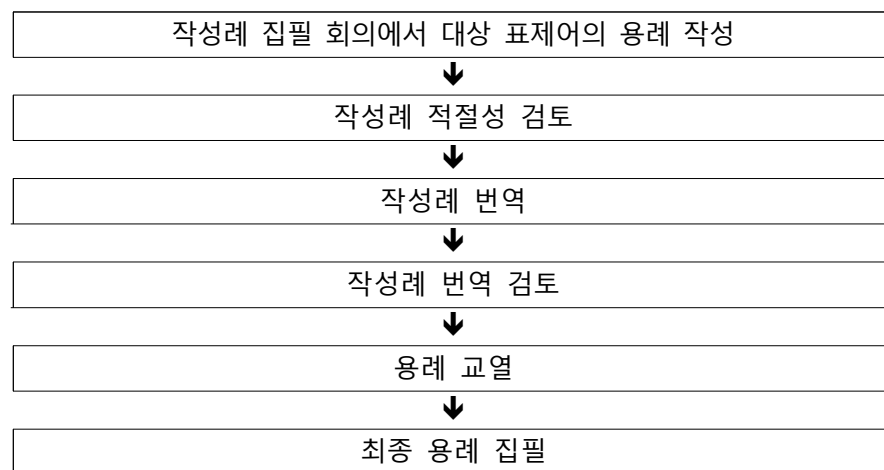 작성례 집필 회의에서 대상 표제어의 용례 작성
작성례 적절성 검토
작성례 번역
작성례 번역 검토
용례 교열
최종 용례 집필